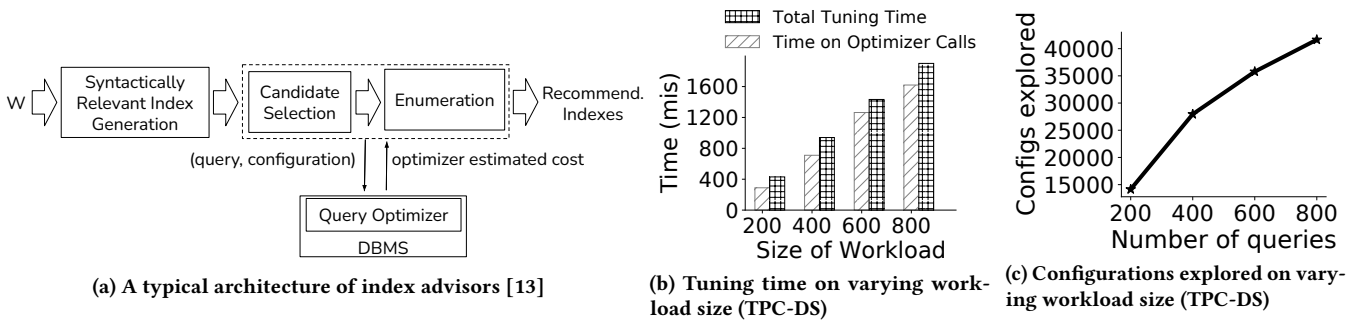 W
Syntactically
Relevant Index
Generation
Candidate
Selection
Enumeration
Recommend.
Indexes
(query, configuration)
optimizer estimated cost
Query Optimizer
DBMS
(a) A typical architecture of index advisors [13]
Total Tuning Time
Time on Optimizer Calls
Time (mis)
1600
1200
800
400
0
200 400 600 800
Size of Workload
(b) Tuning time on varying work-
load size (TPC-DS)
Configs explored
40000
35000
30000
25000
20000
15000
200 400 600 800
Number of queries
(c) Configurations explored on var-
ying workload size (TPC-DS)